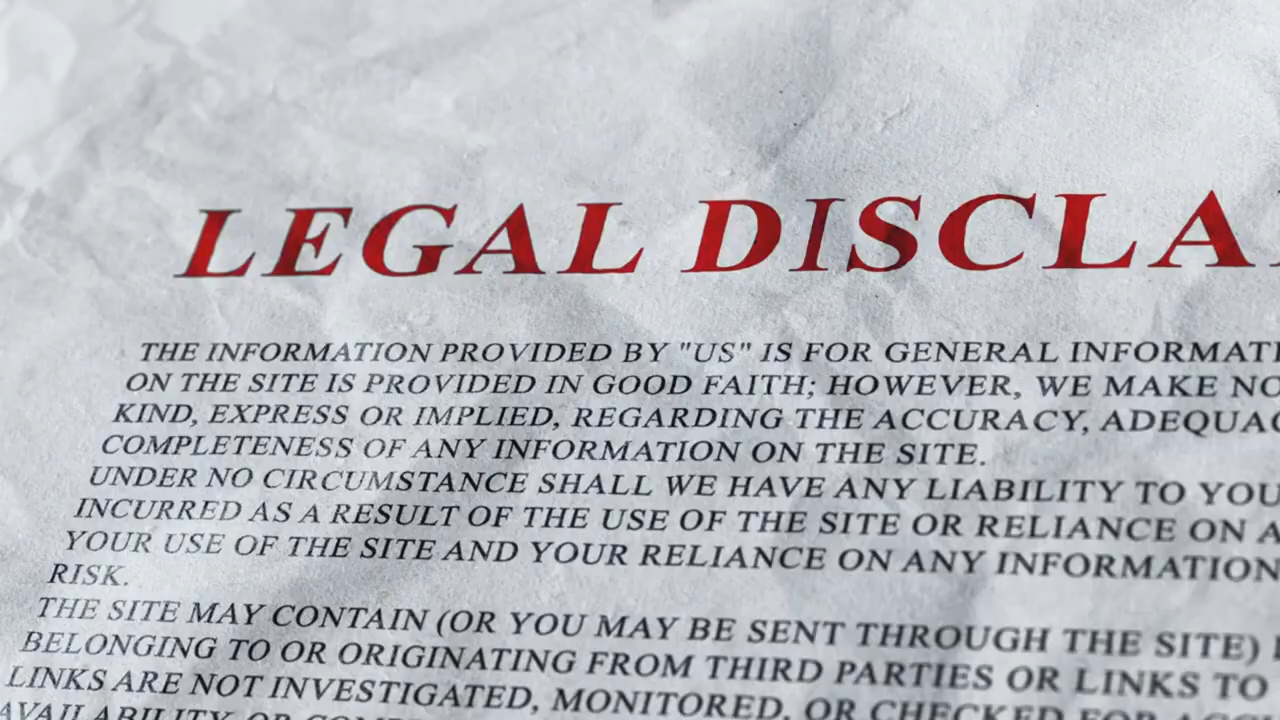 LEGAL DISCLA
THE INFORMATION PROVIDED BY "US" IS FOR GENERAL INFORMATI
ON THE SITE IS PROVIDED IN GOOD FAITH; HOWEVER, WE MAKE NO
KIND, EXPRESS OR IMPLIED, REGARDING THE ACCURACY, ADEQUAC
COMPLETENESS OF ANY INFORMATION ON THE SITE.
UNDER NO CIRCUMSTANCE SHALL WE HAVE ANY LIABILITY TO YOU
INCURRED AS A RESULT OF THE USE OF THE SITE OR RELIANCE ON A
YOUR USE OF THE SITE AND YOUR RELIANCE ON ANY INFORMATION
RISK.
THE SITE MAY CONTAIN (OR YOU MAY BE SENT THROUGH THE SITE)
BELONGING TO OR ORIGINATING FROM THIRD PARTIES OR LINKS TO
LINKS ARE NOT INVESTIGATED, MONITORED, OR CHECKED FOR
AVAILABILITY OR